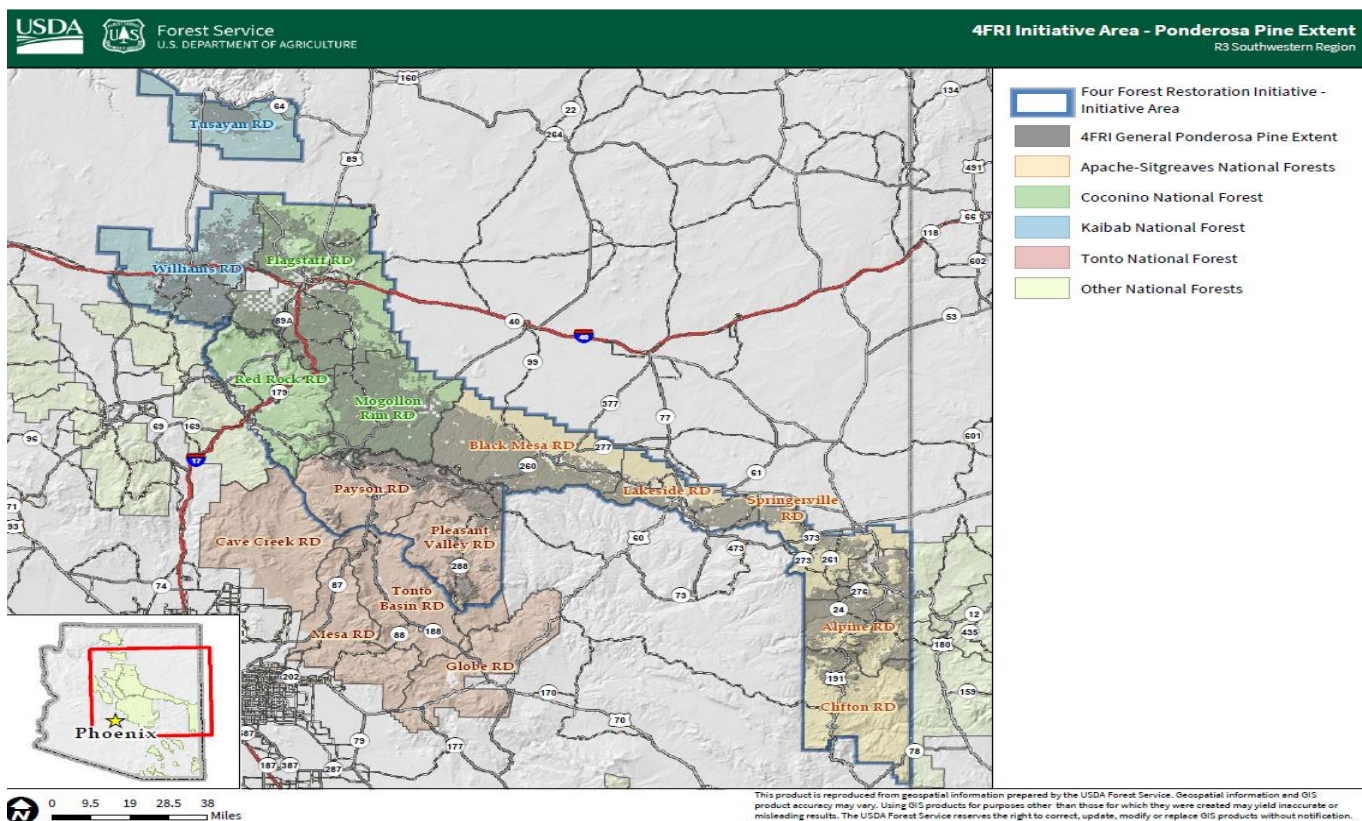 USDA
UAS
Forest Service
U.S. DEPARTMENT OF AGRICULTURE
4FRI Initiative Area - Ponderosa Pine Extent
R3 Southwestern Region
Four Forest Restoration Initiative -
Initiative Area
4FRI General Ponderosa Pine Extent
Apache-Sitgreaves National Forests
Coconino National Forest
Kaibab National Forest
Tonto National Forest
Other National Forests
160
134
64
22
Tusayan RD
264
89
491
66
118
Williams RD
Flagstaff RD
602
89A
40
40
53
99
Red Rock RD
179
Mogollon
Rim RD
377
77
69
169
96
Black Mesa RD
277
601
17
260
61
Payson RD
Lakeside RD
Springerville
RD
71
93
Cave Creek RD
Pleasant
Valley RD
60
373
473
273
261
288
74
87
Tonto
Basin RD
73
276
24
12
Mesa RD
88
188
Alpine RD
435
180
Globe RD
202
191
170
159
70
Clifton RD
79
177
78
587
187
387
287
Phoenix
N
0 9.5 19 28.5 38
Miles
This product is reproduced from geospatial information prepared by the USDA Forest Service. Geospatial information and GIS
product accuracy may vary. Using GIS products for purposes other than those for which they were created may yield inaccurate or
misleading results. The USDA Forest Service reserves the right to correct, update, modify or replace GIS products without notification.